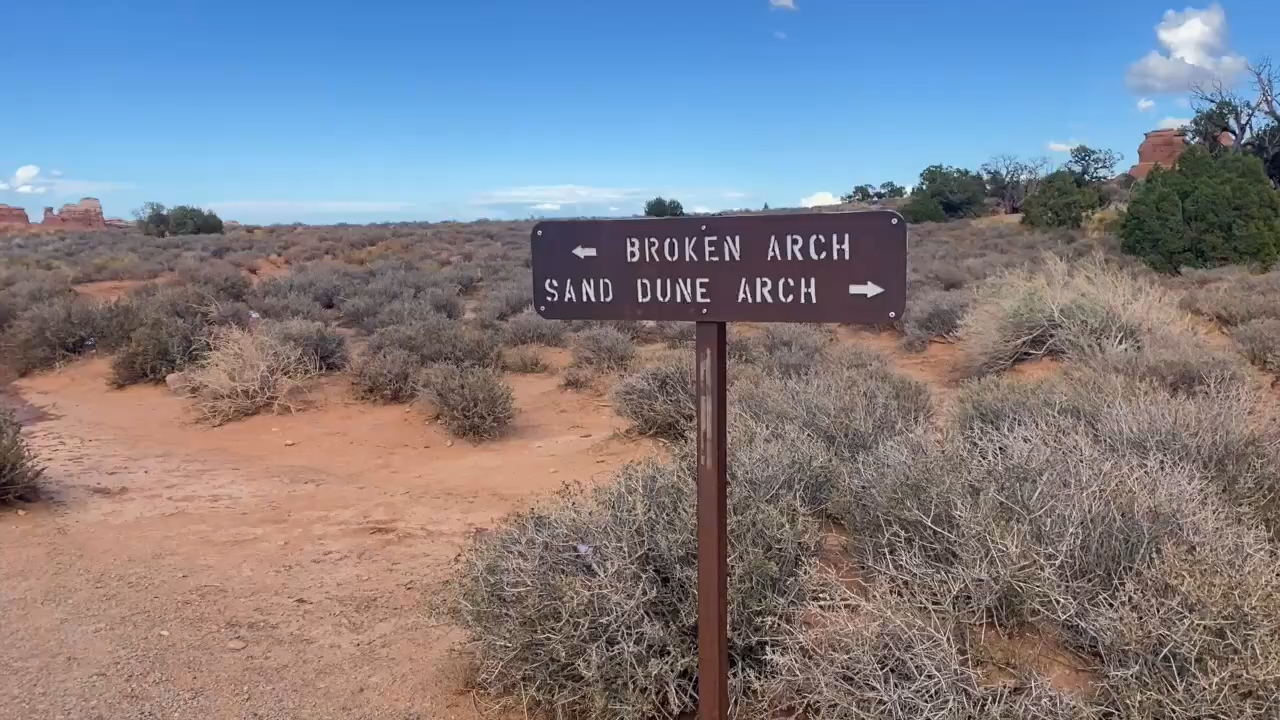 ← BROKEN ARCH
SAND DUNE ARCH →